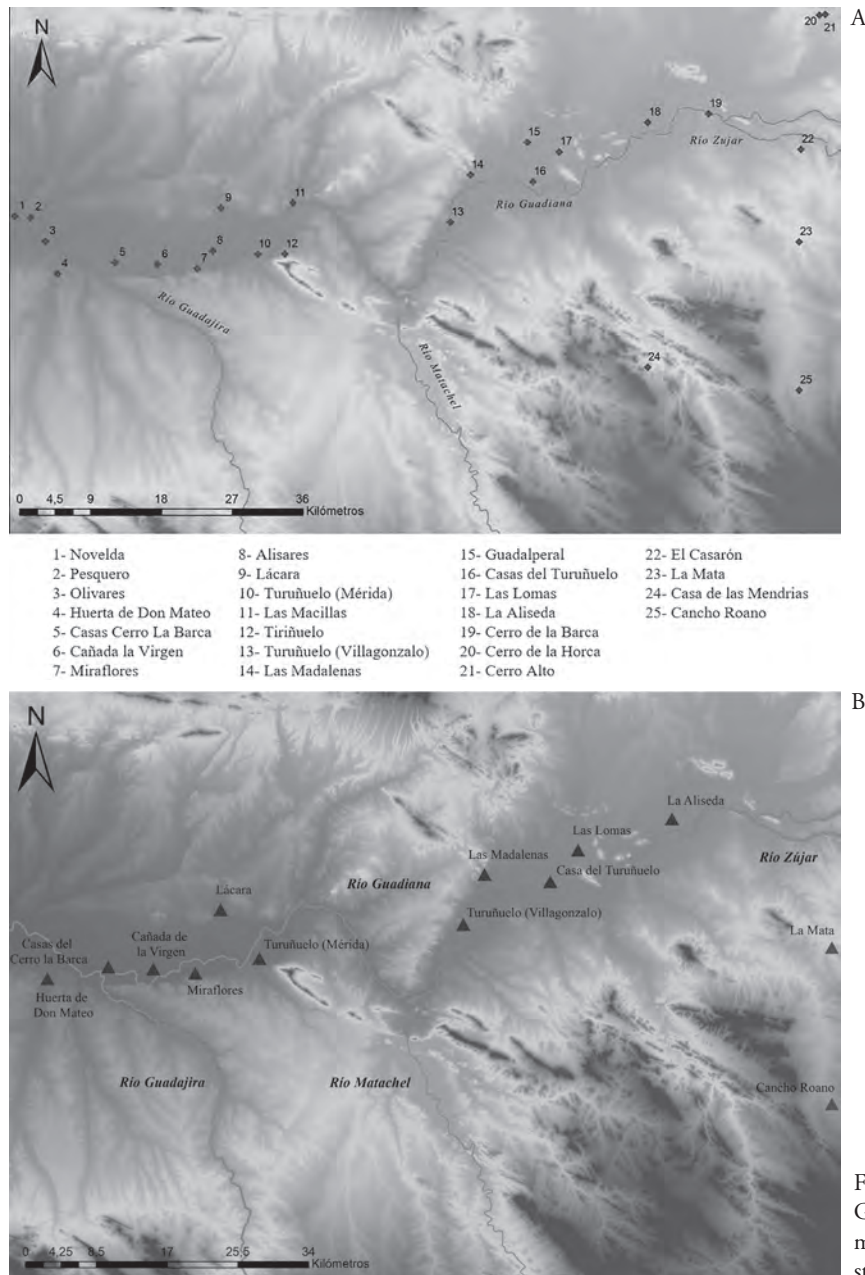 A
N
20 21
19
18
Río Zujar
15
17
22
14
16
Río Guadiana
9
11
1 2
13
3
8
10 12
23
5 6 7
4
Río Guadajira
Río Matachel
24
25
0 4,5 9 18 27 36
Kilómetros
1- Novelda
2- Pesquero
3- Olivares
4- Huerta de Don Mateo
5- Casas Cerro La Barca
6- Cañada la Virgen
7- Miraflores
8- Alisares
9- Lácara
10- Turuñuelo (Mérida)
11- Las Macillas
12- Tiriñuelo
13- Turuñuelo (Villagonzalo)
14- Las Madalenas
15- Guadalperal
16- Casas del Turuñuelo
17- Las Lomas
18- La Aliseda
19- Cerro de la Barca
20- Cerro de la Horca
21- Cerro Alto
22- El Casarón
23- La Mata
24- Casa de las Mendrias
25- Cancho Roano
B
N
La Aliseda
Las Lomas
Las Madalenas
Río Zújar
Casa del Turuñuelo
Río Guadiana
Lácara
Turuñuelo (Villagonzalo)
La Mata
Casas del
Cerro la Barca
Cañada de
la Virgen
Turuñuelo (Mérida)
Miraflores
Huerta de
Don Mateo
Río Guadajira
Río Matachel
Cancho Roano
0 4,25 8,5 17 25,5 34
Kilómetros